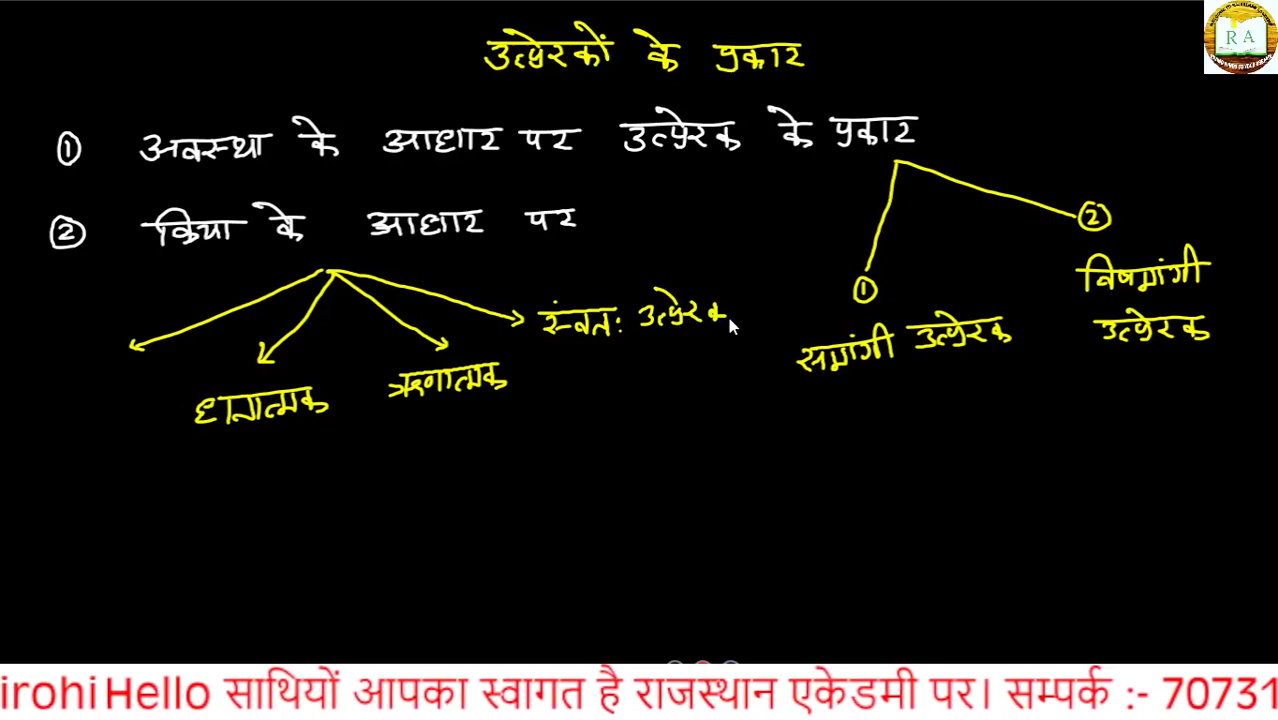 उत्प्रेरकों के प्रकार
R A
① अवस्था के आधार पर उत्प्रेरक के प्रकार
② क्रिया के आधार पर
②
विषमांगी
उत्प्रेरक
①
समांगी उत्प्रेरक
स्ंवतः उत्प्रेरक
धानात्मक
ऋणात्मक
irohi Hello साथियों आपका स्वागत है राजस्थान एकेडमी पर। सम्पर्क :- 70731